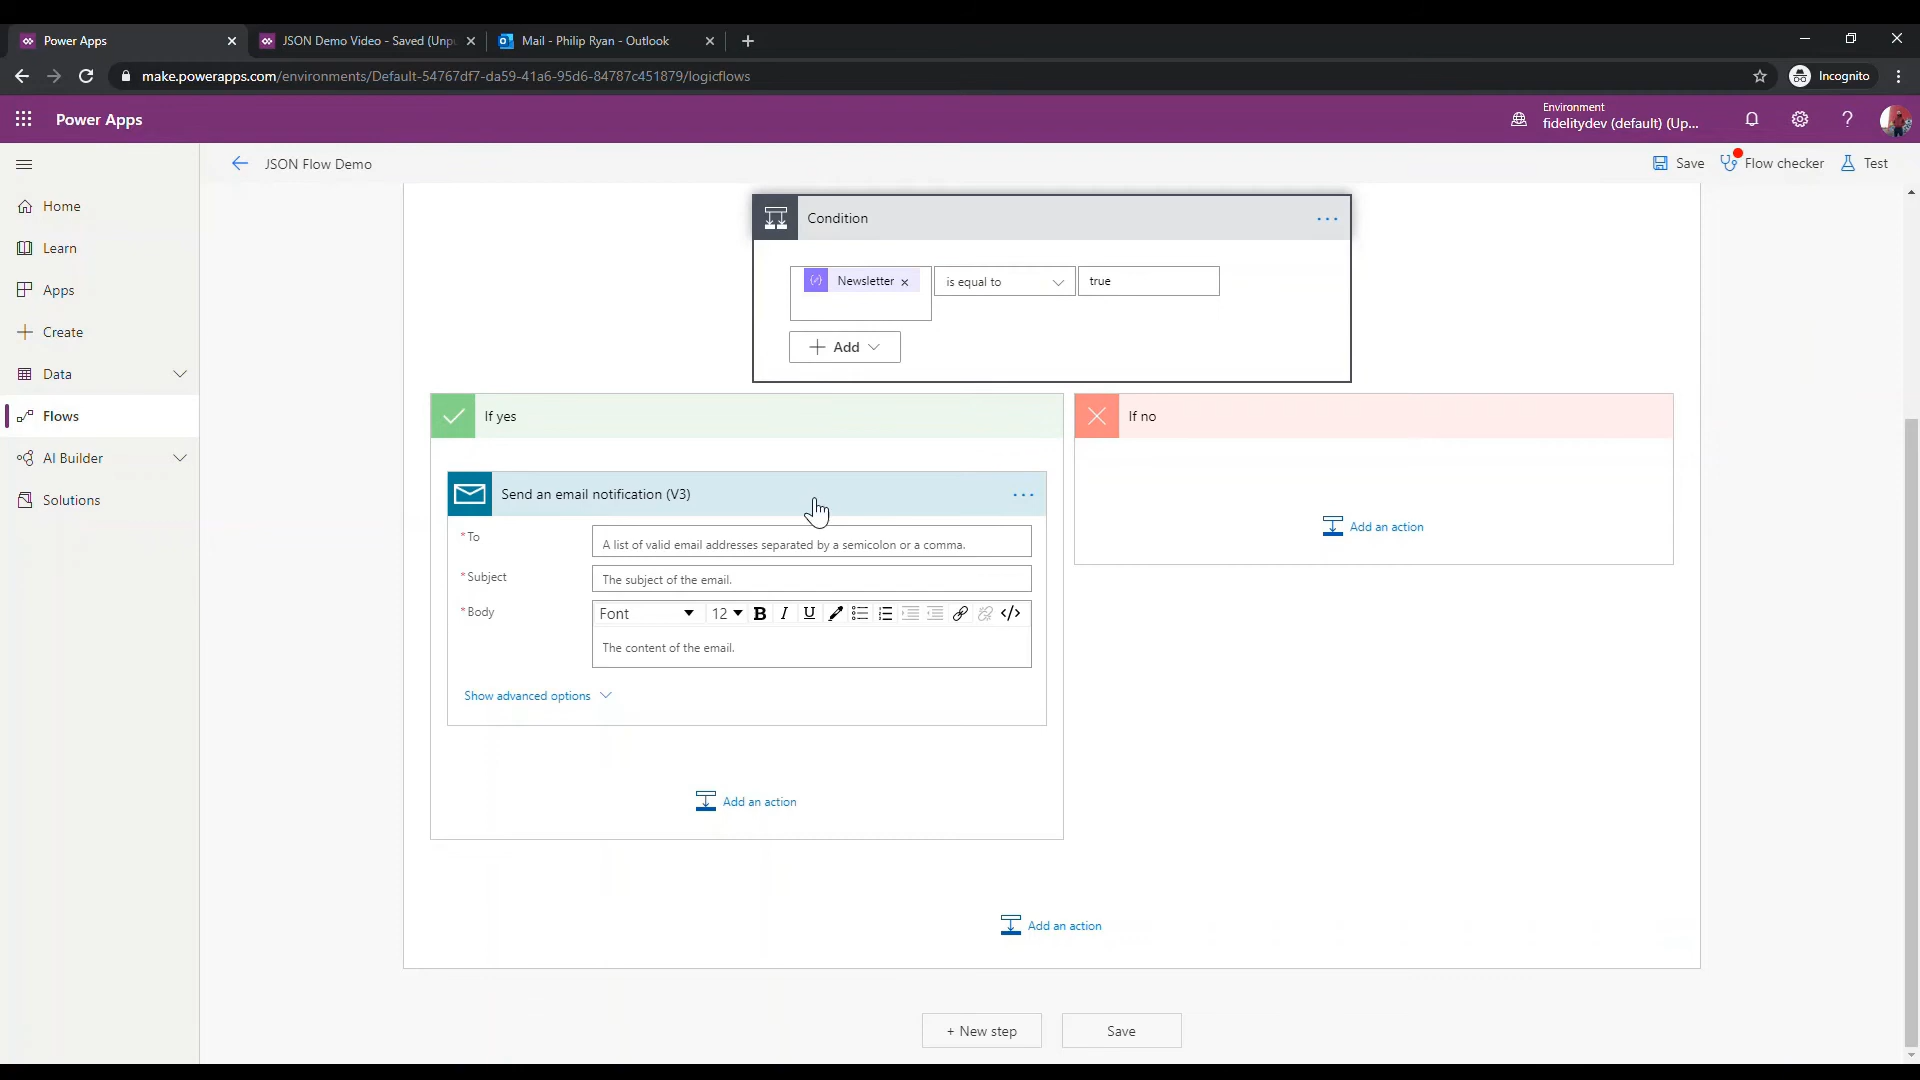 Power Apps
JSON Demo Video - Saved (Unpu
Mail - Philip Ryan - Outlook
make.powerapps.com/environments/Default-54767df7-da59-41a6-95d6-84787c451879/logicflows
Incognito
Power Apps
Environment
fidelitydev (default) (Up...
JSON Flow Demo
Save
Flow checker
Test
Home
Learn
Apps
Create
Data
Flows
AI Builder
Solutions
Condition
Newsletter
is equal to
true
Add
If yes
If no
Send an email notification (V3)
*To
A list of valid email addresses separated by a semicolon or a comma.
*Subject
The subject of the email.
*Body
Font
12
B I U
The content of the email.
Show advanced options
Add an action
Add an action
Add an action
+ New step
Save